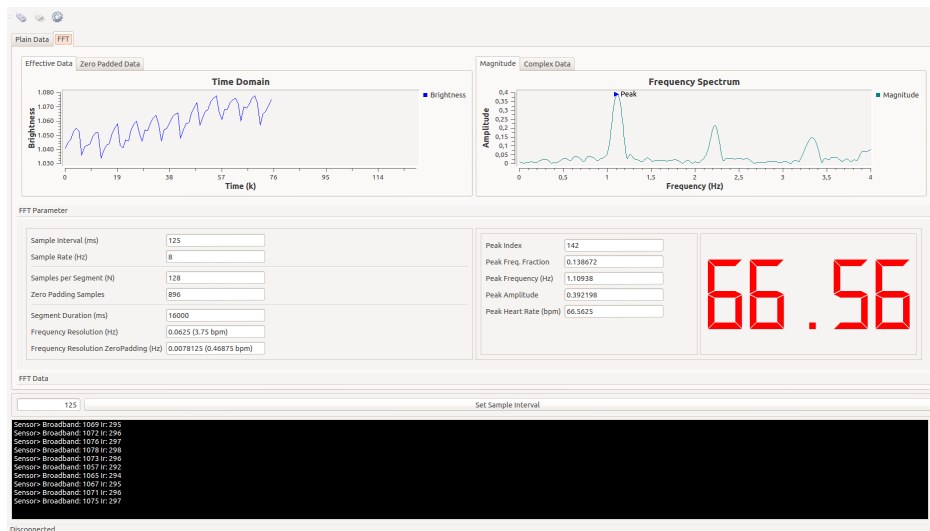 Plain Data FFT
Effective Data Zero Padded Data
Time Domain
Brightness
1.080
1.070
1.060
1.050
1.040
1.030
Brightness
0 19 38 57 76 95 114
Time (k)
Magnitude Complex Data
Frequency Spectrum
Peak
Magnitude
0,4
0,35
0,3
0,25
0,2
0,15
0,1
0,05
0
Amplitude
0 0,5 1 1,5 2 2,5 3 3,5 4
Frequency (Hz)
FFT Parameter
Sample Interval (ms) 125
Sample Rate (Hz) 8
Samples per Segment (N) 128
Zero Padding Samples 896
Segment Duration (ms) 16000
Frequency Resolution (Hz) 0.0625 (3.75 bpm)
Frequency Resolution ZeroPadding (Hz) 0.0078125 (0.46875 bpm)
Peak Index 142
Peak Freq. Fraction 0.138672
Peak Frequency (Hz) 1.10938
Peak Amplitude 0.392198
Peak Heart Rate (bpm) 66.5625
66.56
FFT Data
125 Set Sample Interval
Sensor> Broadband: 1069 Ir: 295
Sensor> Broadband: 1072 Ir: 296
Sensor> Broadband: 1076 Ir: 297
Sensor> Broadband: 1078 Ir: 298
Sensor> Broadband: 1073 Ir: 296
Sensor> Broadband: 1057 Ir: 292
Sensor> Broadband: 1065 Ir: 294
Sensor> Broadband: 1067 Ir: 295
Sensor> Broadband: 1071 Ir: 296
Sensor> Broadband: 1075 Ir: 297
Disconnected